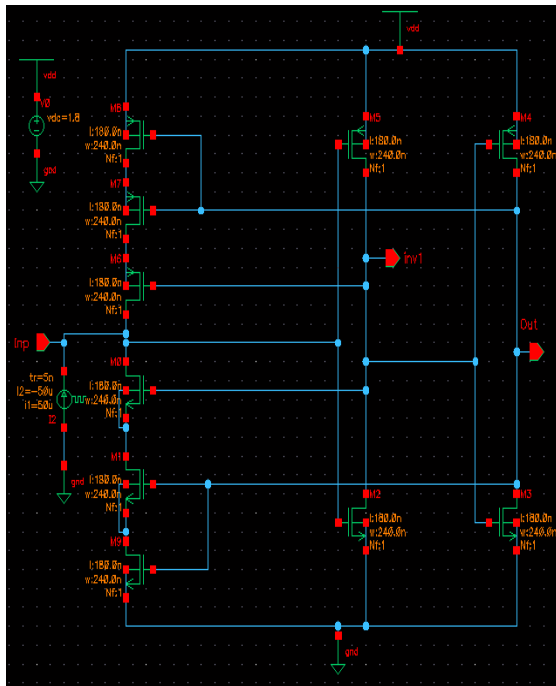 vdd
vdd
V0
vdc=1.8
gnd
M8
l:180.0n
w:240.0n
Nf:1
M7
l:180.0n
w:240.0n
Nf:1
M6
l:180.0n
w:240.0n
Nf:1
M5
l:180.0n
w:240.0n
Nf:1
M4
l:180.0n
w:240.0n
Nf:1
inv1
Inp
Out
tr=5n
i2=-50u
i1=50u
I2
gnd
M0
l:180.0n
w:240.0n
Nf:1
M1
l:180.0n
w:240.0n
Nf:1
M9
l:180.0n
w:240.0n
Nf:1
M2
l:180.0n
w:240.0n
Nf:1
M3
l:180.0n
w:240.0n
Nf:1
gnd